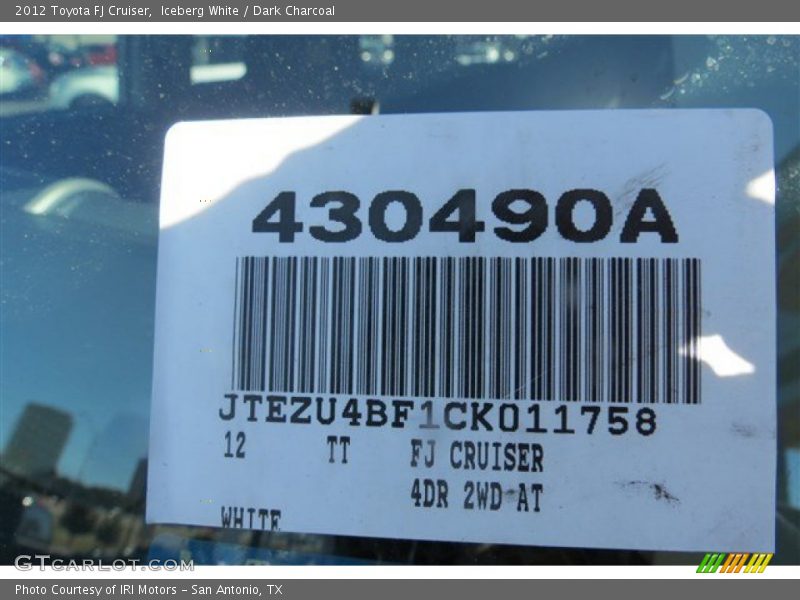 2012 Toyota FJ Cruiser,  Iceberg White / Dark Charcoal
430490A
JTEZU4BF1CK011758
12 TT FJ CRUISER
4DR 2WD AT
WHITE
GTCARLOT.COM
Photo Courtesy of IRI Motors - San Antonio, TX